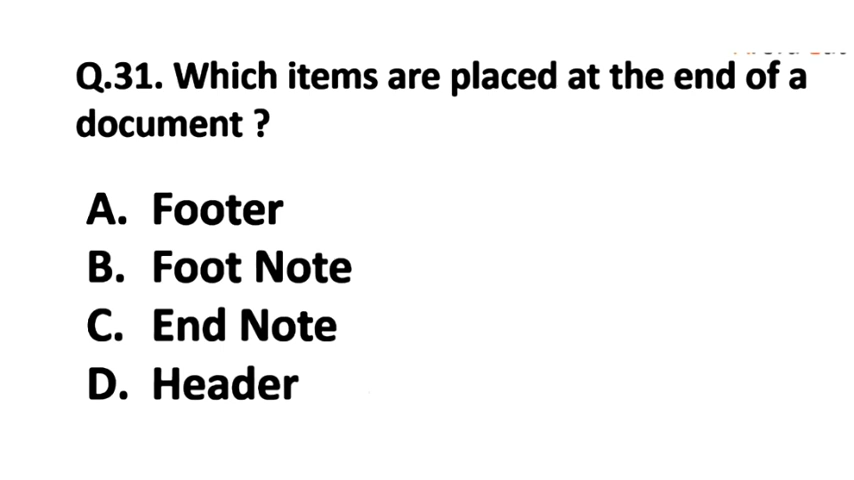 Q.31. Which items are placed at the end of a
document ?
A. Footer
B. Foot Note
C. End Note
D. Header